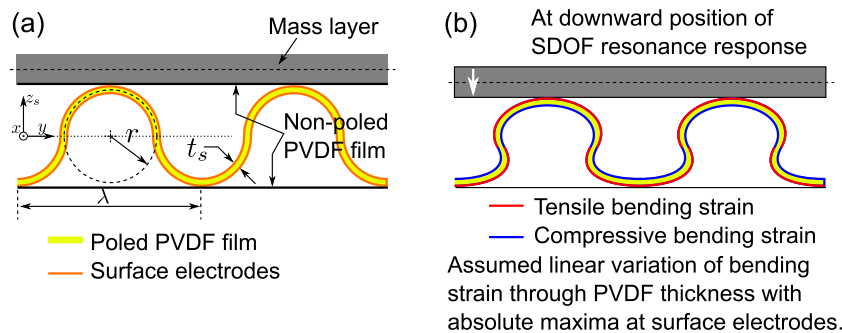 (a)
Mass layer
z_s
x
y
r
t_s
Non-poled
PVDF film
λ
Poled PVDF film
Surface electrodes
(b)
At downward position of
SDOF resonance response
Tensile bending strain
Compressive bending strain
Assumed linear variation of bending
strain through PVDF thickness with
absolute maxima at surface electrodes.